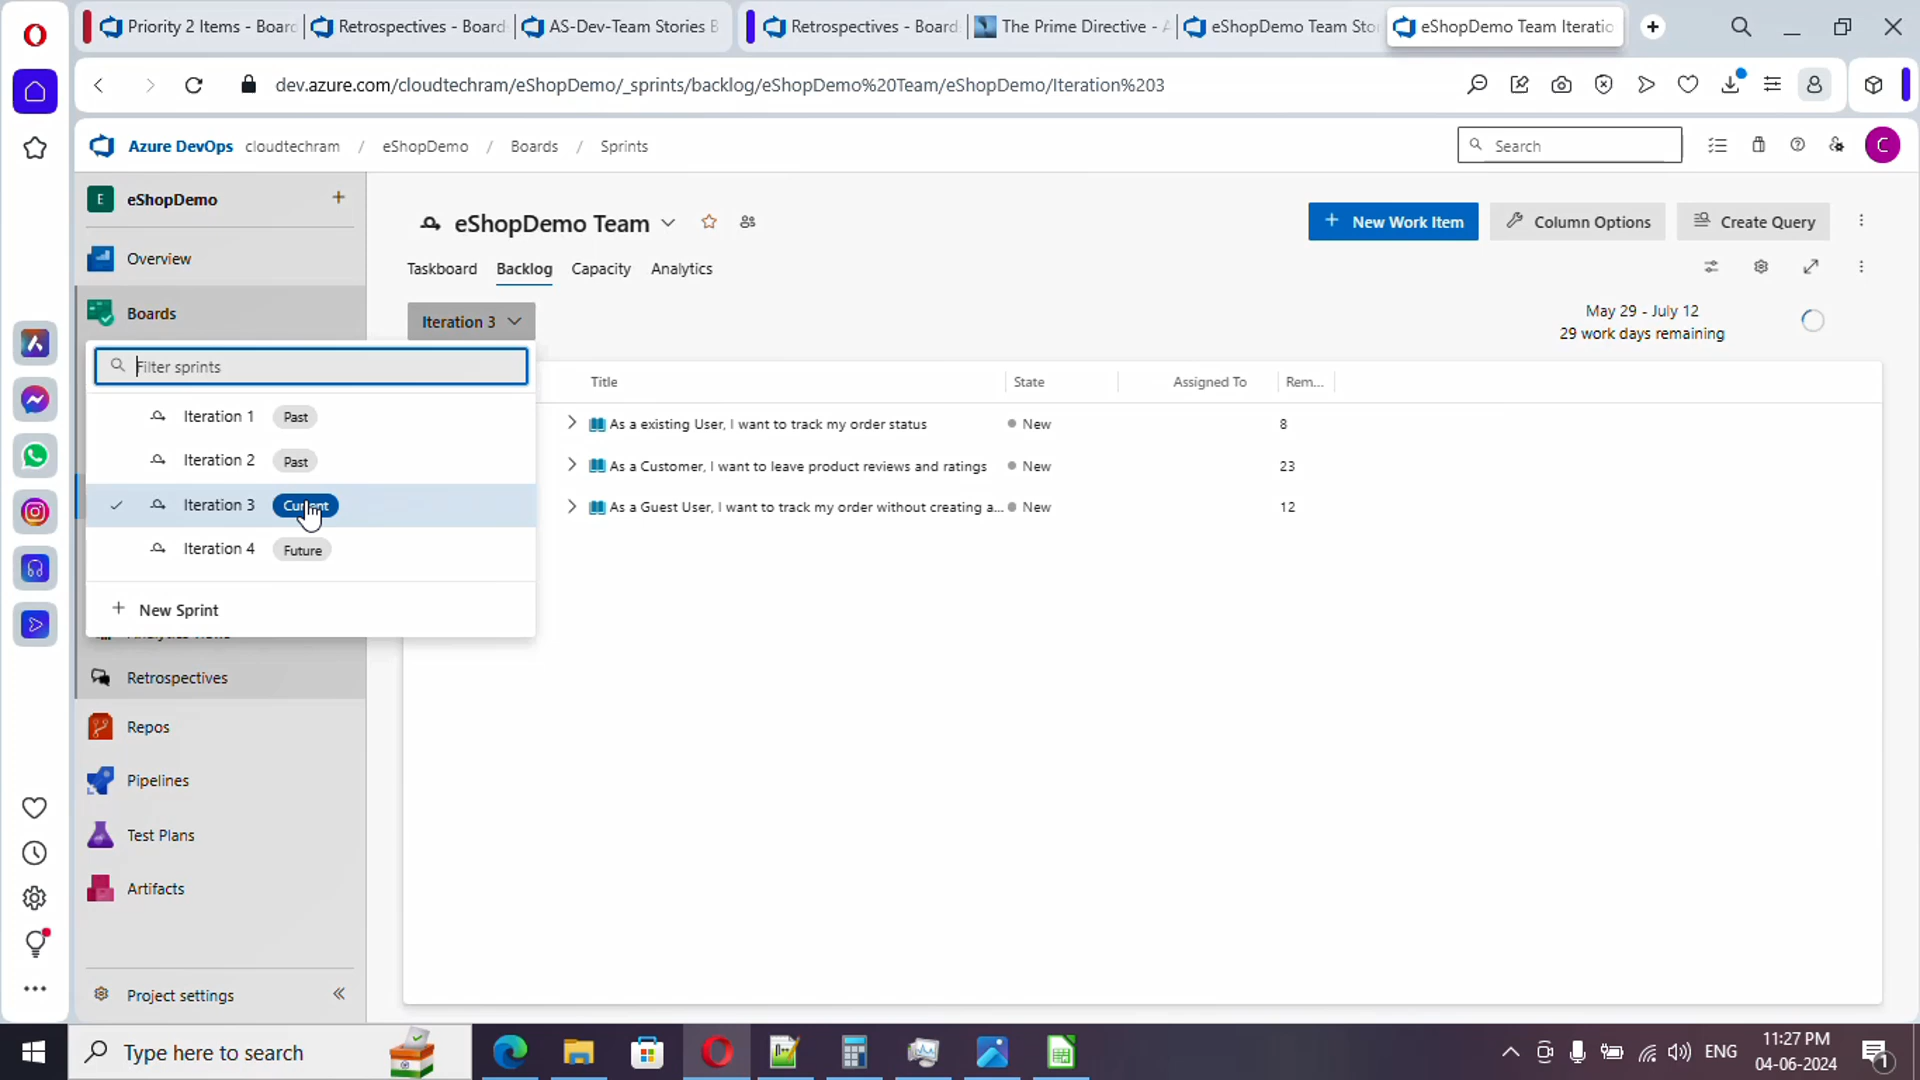 Priority 2 Items - Board
Retrospectives - Board
AS-Dev-Team Stories B
Retrospectives - Board
The Prime Directive - A
eShopDemo Team Sto
eShopDemo Team Iteratio
dev.azure.com/cloudtechram/eShopDemo/_sprints/backlog/eShopDemo%20Team/eShopDemo/Iteration%203
Azure DevOps cloudtechram / eShopDemo / Boards / Sprints
Search
C
E eShopDemo
Overview
Boards
Retrospectives
Repos
Pipelines
Test Plans
Artifacts
Project settings
eShopDemo Team
New Work Item
Column Options
Create Query
Taskboard Backlog Capacity Analytics
Iteration 3
May 29 - July 12
29 work days remaining
Filter sprints
Iteration 1 Past
Iteration 2 Past
Iteration 3 Current
Iteration 4 Future
New Sprint
Title State Assigned To Rem...
As a existing User, I want to track my order status New 8
As a Customer, I want to leave product reviews and ratings New 23
As a Guest User, I want to track my order without creating a... New 12
Type here to search
ENG
11:27 PM
04-06-2024
1